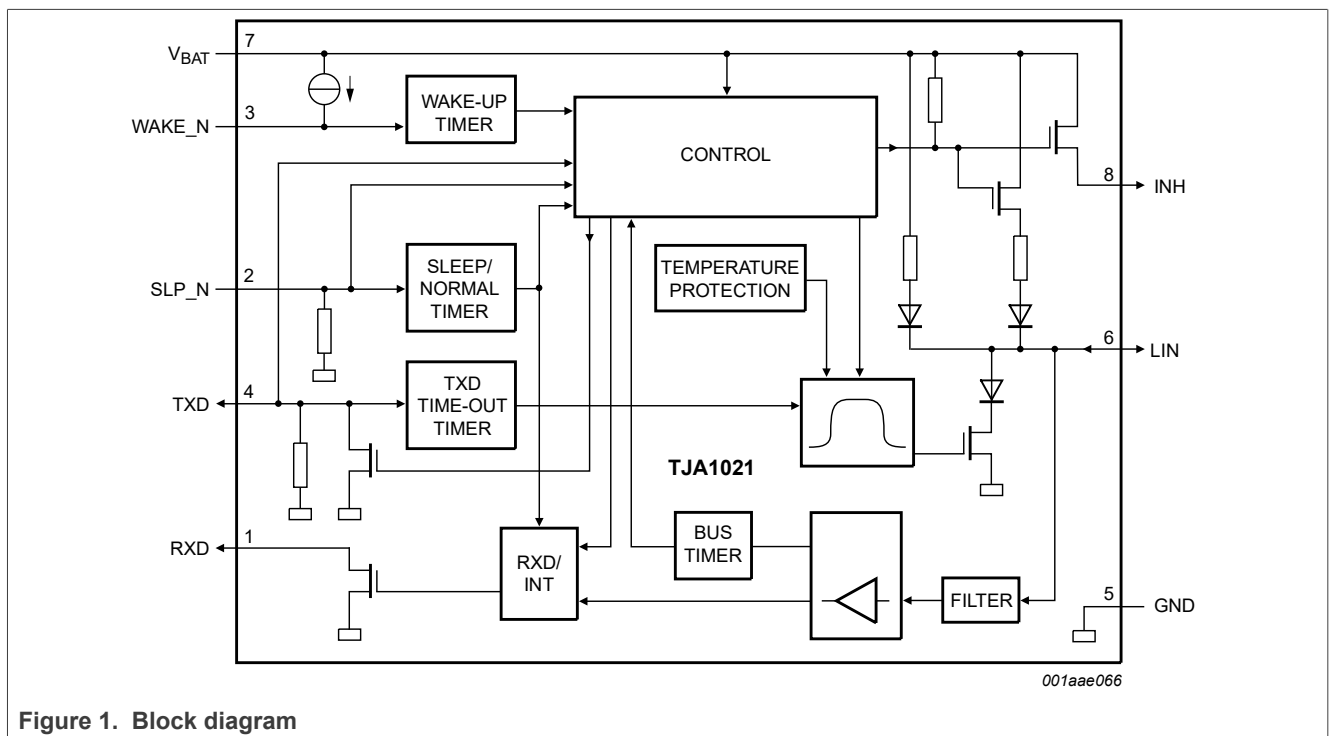 7
VBAT
3
WAKE_N
WAKE-UP
TIMER
CONTROL
8
INH
2
SLP_N
SLEEP/
NORMAL
TIMER
TEMPERATURE
PROTECTION
6
LIN
4
TXD
TXD
TIME-OUT
TIMER
TJA1021
1
RXD
RXD/
INT
BUS
TIMER
FILTER
5
GND
001aae066
Figure 1. Block diagram